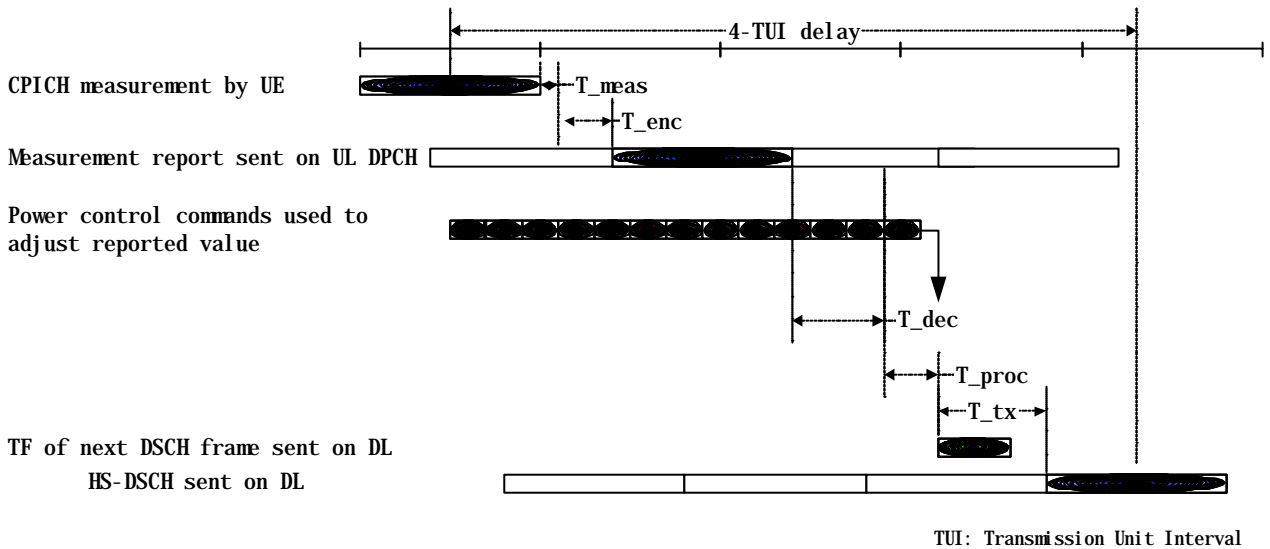 4-TUI delay
CPICH measurement by UE
T_meas
T_enc
Measurement report sent on UL DPCH
Power control commands used to
adjust reported value
T_dec
T_proc
T_tx
TF of next DSCH frame sent on DL
HS-DSCH sent on DL
TUI: Transmission Unit Interval